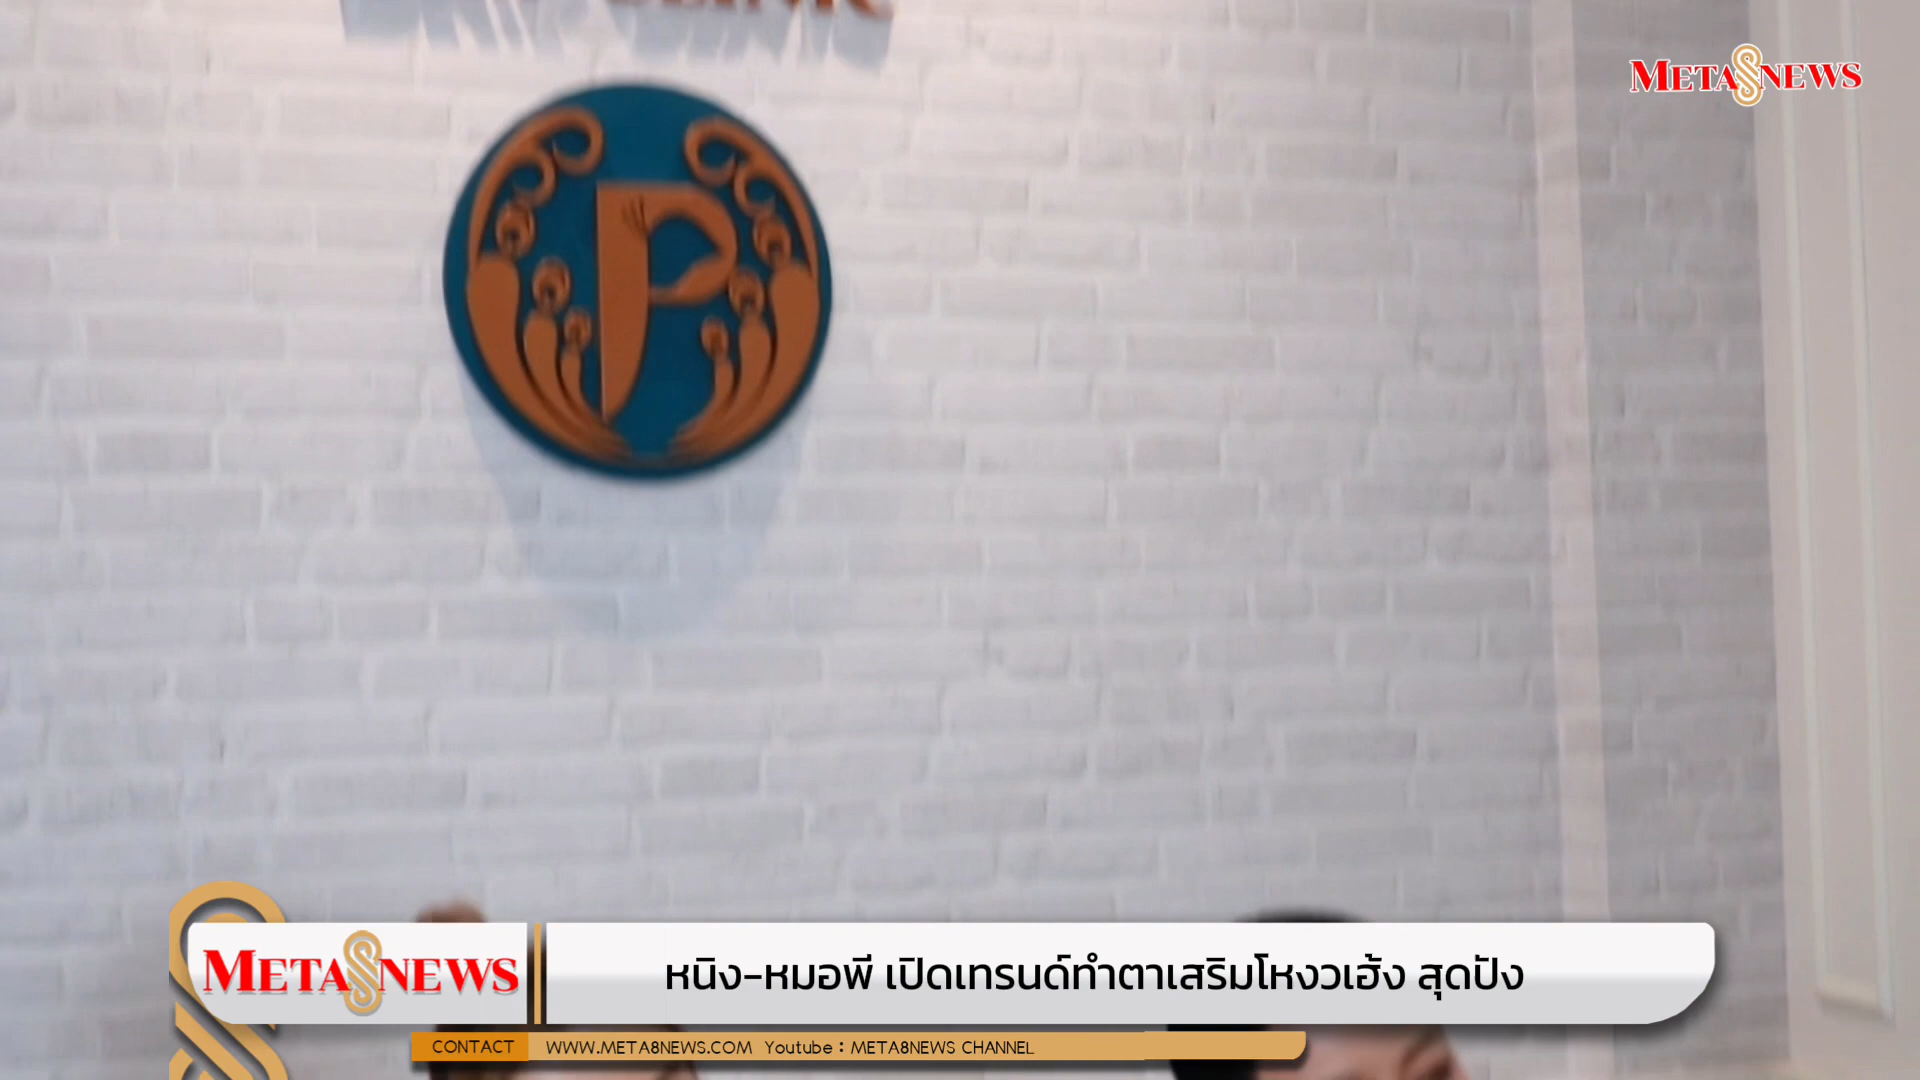 META8NEWS
P
META8NEWS
หนิง-หมอพี เปิดเทรนด์ทำตาเสริมโหงวเฮ้ง สุดปัง
CONTACT WWW.META8NEWS.COM Youtube : META8NEWS CHANNEL